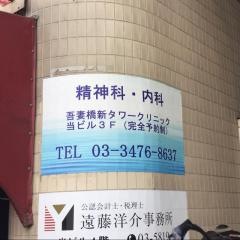 精神科・内科
吾妻橋新タワークリニック
当ビル3F(完全予約制)
TEL 03-3476-8637
公認会計士・税理士
遠藤洋介事務所
03-5819